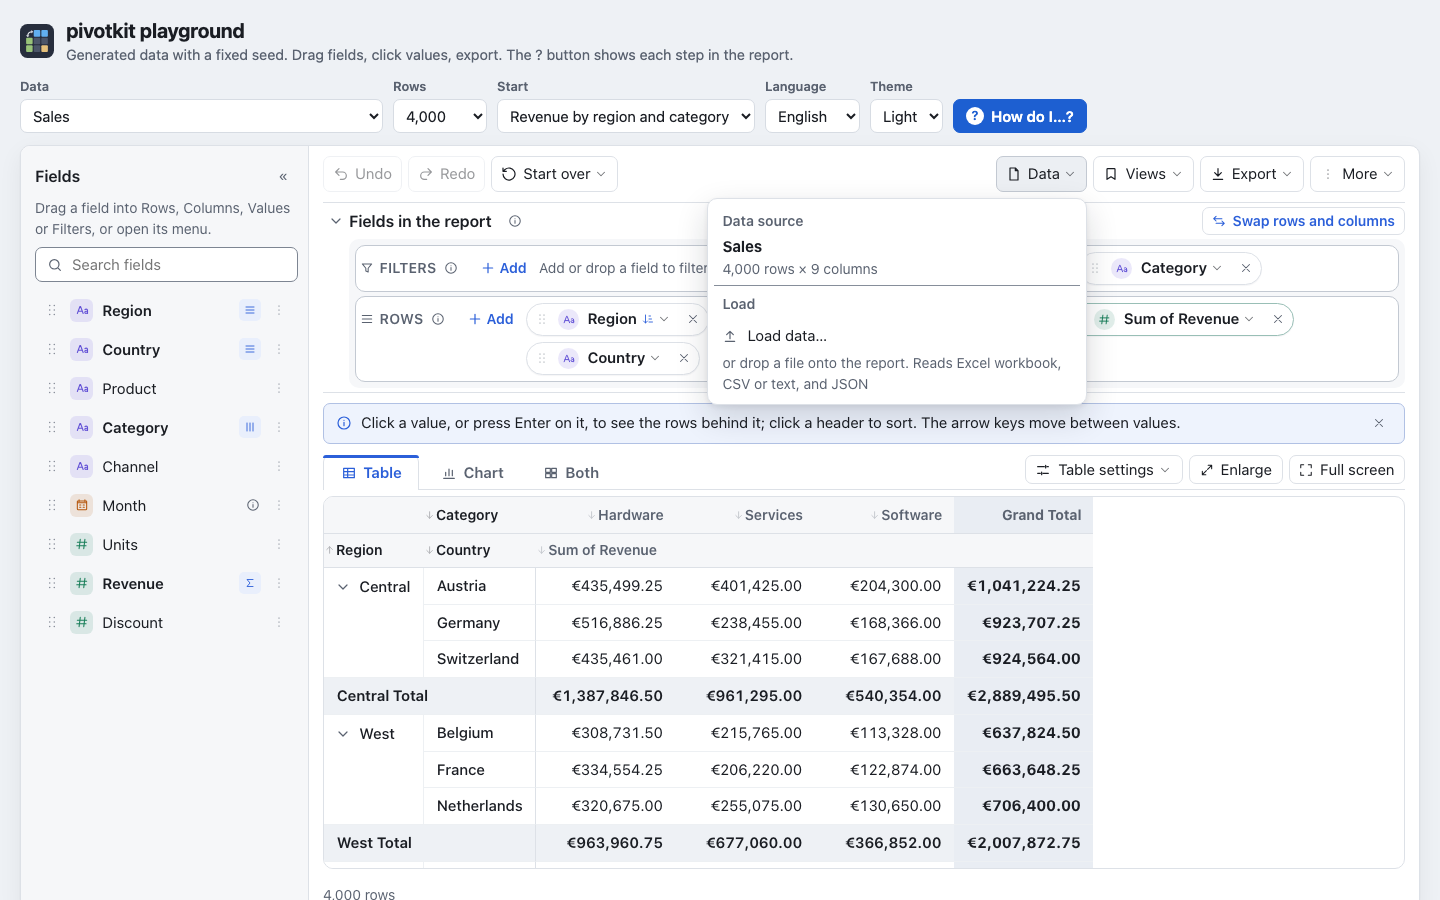 pivotkit playground
Generated data with a fixed seed. Drag fields, click values, export. The ? button shows each step in the report.
Data
Rows
Start
Language
Theme
Sales
4,000
Revenue by region and category
English
Light
? How do I...?
Fields
«
Drag a field into Rows, Columns, Values
or Filters, or open its menu.
Search fields
Aa Region
Aa Country
Aa Product
Aa Category
Aa Channel
Month
# Units
# Revenue Σ
# Discount
Undo
Redo
Start over
Data
Views
Export
More
Fields in the report
Swap rows and columns
FILTERS
+ Add
Add or drop a field to filter
Aa Category
ROWS
+ Add
Aa Region
# Sum of Revenue
Aa Country
Data source
Sales
4,000 rows × 9 columns
Load
Load data...
or drop a file onto the report. Reads Excel workbook,
CSV or text, and JSON
Click a value, or press Enter on it, to see the rows behind it; click a header to sort. The arrow keys move between values.
Table
Chart
Both
Table settings
Enlarge
Full screen
↓ Category ↓ Hardware ↓ Services ↓ Software Grand Total
↑ Region ↓ Country ↓ Sum of Revenue
Central Austria €435,499.25 €401,425.00 €204,300.00 €1,041,224.25
Germany €516,886.25 €238,455.00 €168,366.00 €923,707.25
Switzerland €435,461.00 €321,415.00 €167,688.00 €924,564.00
Central Total €1,387,846.50 €961,295.00 €540,354.00 €2,889,495.50
West Belgium €308,731.50 €215,765.00 €113,328.00 €637,824.50
France €334,554.25 €206,220.00 €122,874.00 €663,648.25
Netherlands €320,675.00 €255,075.00 €130,650.00 €706,400.00
West Total €963,960.75 €677,060.00 €366,852.00 €2,007,872.75
4,000 rows